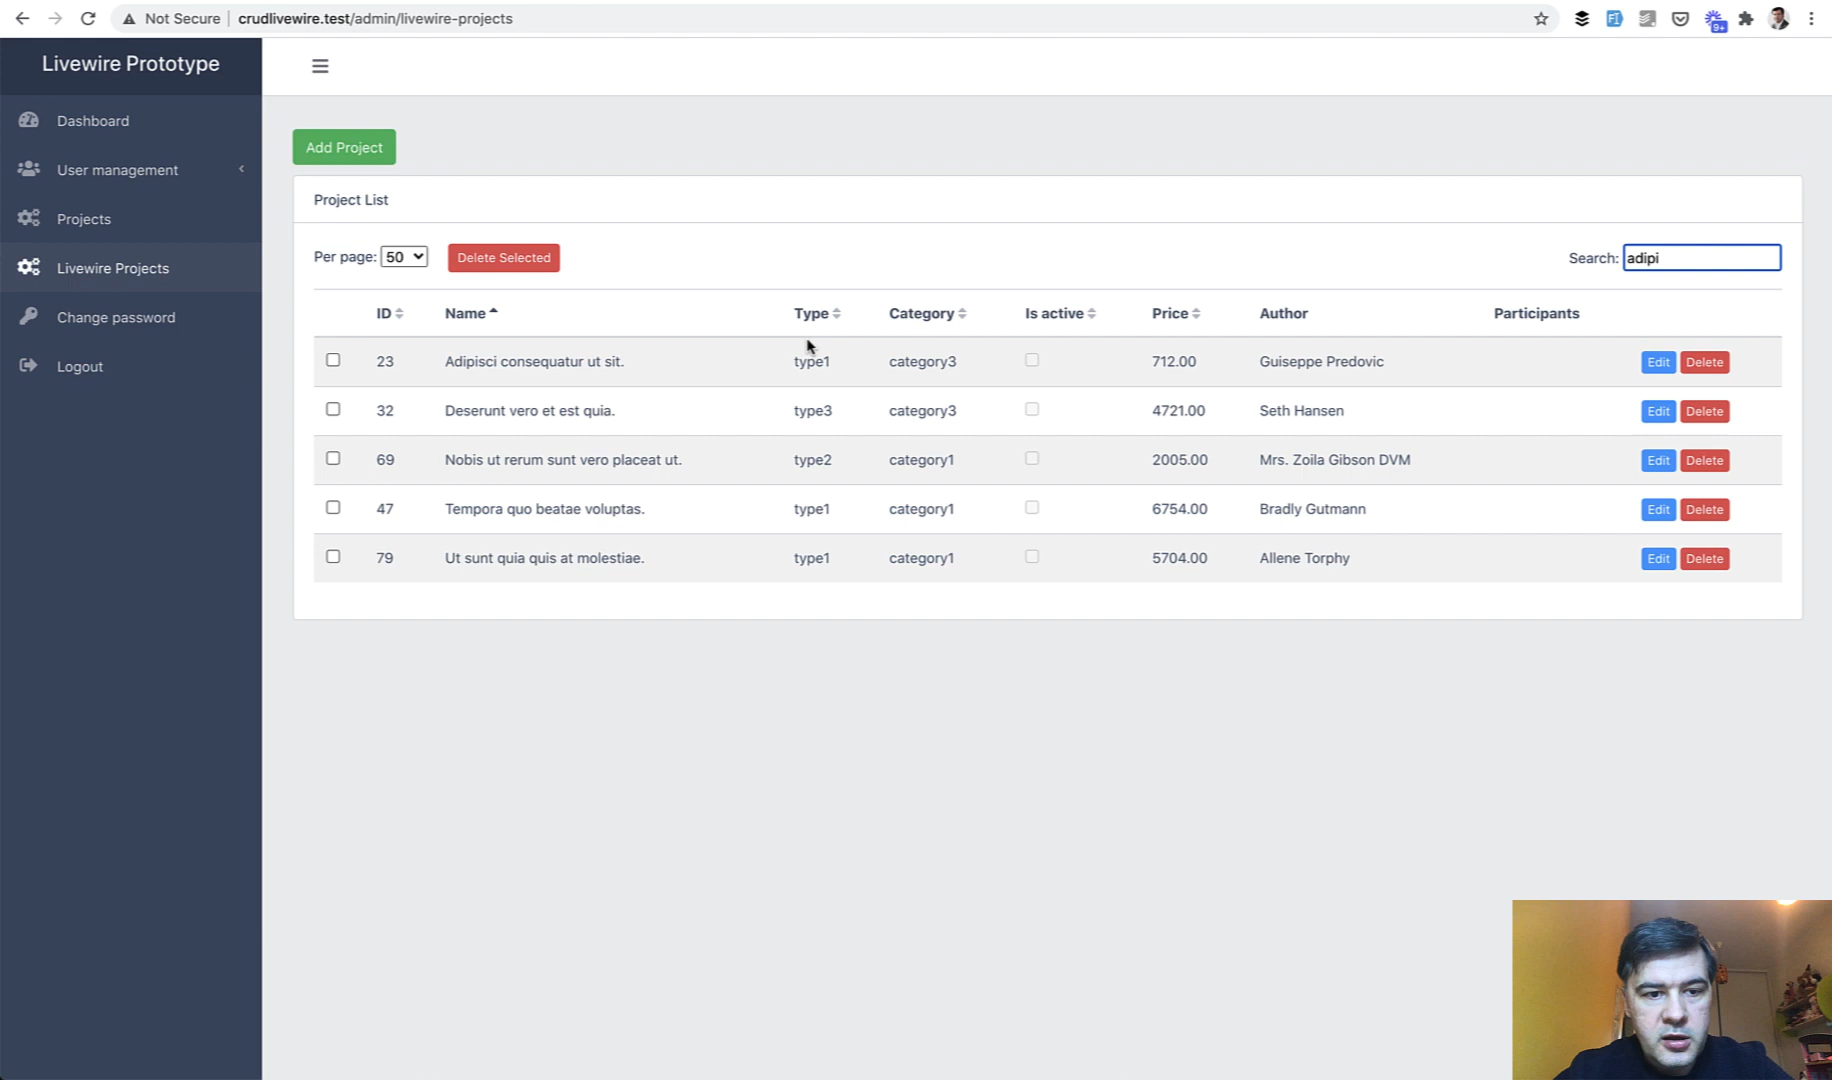 Not Secure | crudlivewire.test/admin/livewire-projects
9+
Livewire Prototype
Dashboard
User management
Projects
Livewire Projects
Change password
Logout
Add Project
Project List
Per page: 50 Delete Selected Search: adipi
ID Name Type Category Is active Price Author Participants
23 Adipisci consequatur ut sit. type1 category3 712.00 Guiseppe Predovic Edit Delete
32 Deserunt vero et est quia. type3 category3 4721.00 Seth Hansen Edit Delete
69 Nobis ut rerum sunt vero placeat ut. type2 category1 2005.00 Mrs. Zoila Gibson DVM Edit Delete
47 Tempora quo beatae voluptas. type1 category1 6754.00 Bradly Gutmann Edit Delete
79 Ut sunt quia quis at molestiae. type1 category1 5704.00 Allene Torphy Edit Delete